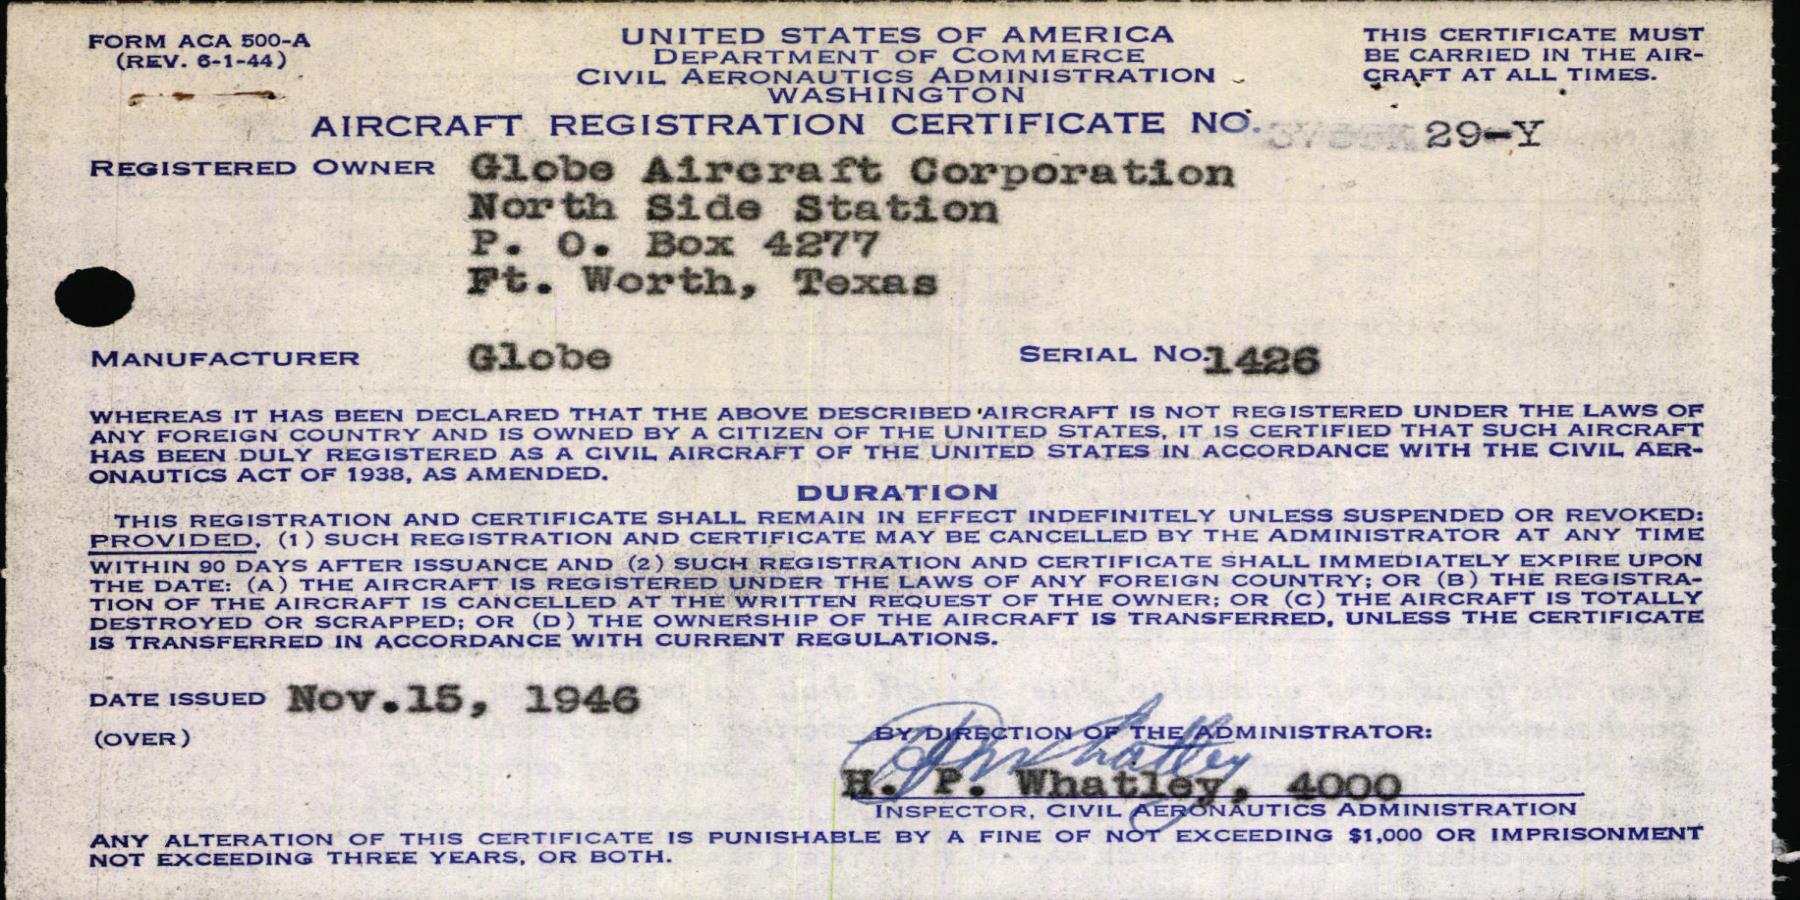 FORM ACA 500-A
(REV. 6-1-44)
UNITED STATES OF AMERICA
DEPARTMENT OF COMMERCE
CIVIL AERONAUTICS ADMINISTRATION
WASHINGTON
THIS CERTIFICATE MUST
BE CARRIED IN THE AIR-
CRAFT AT ALL TIMES.
AIRCRAFT REGISTRATION CERTIFICATE NO. 29-Y
REGISTERED OWNER Globe Aircraft Corporation
North Side Station
P. O. Box 4277
Ft. Worth, Texas
MANUFACTURER Globe SERIAL NO. 1426
WHEREAS IT HAS BEEN DECLARED THAT THE ABOVE DESCRIBED AIRCRAFT IS NOT REGISTERED UNDER THE LAWS OF
ANY FOREIGN COUNTRY AND IS OWNED BY A CITIZEN OF THE UNITED STATES, IT IS CERTIFIED THAT SUCH AIRCRAFT
HAS BEEN DULY REGISTERED AS A CIVIL AIRCRAFT OF THE UNITED STATES IN ACCORDANCE WITH THE CIVIL AER-
ONAUTICS ACT OF 1938, AS AMENDED.
DURATION
THIS REGISTRATION AND CERTIFICATE SHALL REMAIN IN EFFECT INDEFINITELY UNLESS SUSPENDED OR REVOKED:
PROVIDED, (1) SUCH REGISTRATION AND CERTIFICATE MAY BE CANCELLED BY THE ADMINISTRATOR AT ANY TIME
WITHIN 90 DAYS AFTER ISSUANCE AND (2) SUCH REGISTRATION AND CERTIFICATE SHALL IMMEDIATELY EXPIRE UPON
THE DATE: (A) THE AIRCRAFT IS REGISTERED UNDER THE LAWS OF ANY FOREIGN COUNTRY; OR (B) THE REGISTRA-
TION OF THE AIRCRAFT IS CANCELLED AT THE WRITTEN REQUEST OF THE OWNER; OR (C) THE AIRCRAFT IS TOTALLY
DESTROYED OR SCRAPPED; OR (D) THE OWNERSHIP OF THE AIRCRAFT IS TRANSFERRED, UNLESS THE CERTIFICATE
IS TRANSFERRED IN ACCORDANCE WITH CURRENT REGULATIONS.
DATE ISSUED Nov.15, 1946
(OVER)
BY DIRECTION OF THE ADMINISTRATOR:
H. P. Whatley, 4000
INSPECTOR, CIVIL AERONAUTICS ADMINISTRATION
ANY ALTERATION OF THIS CERTIFICATE IS PUNISHABLE BY A FINE OF NOT EXCEEDING $1,000 OR IMPRISONMENT
NOT EXCEEDING THREE YEARS, OR BOTH.